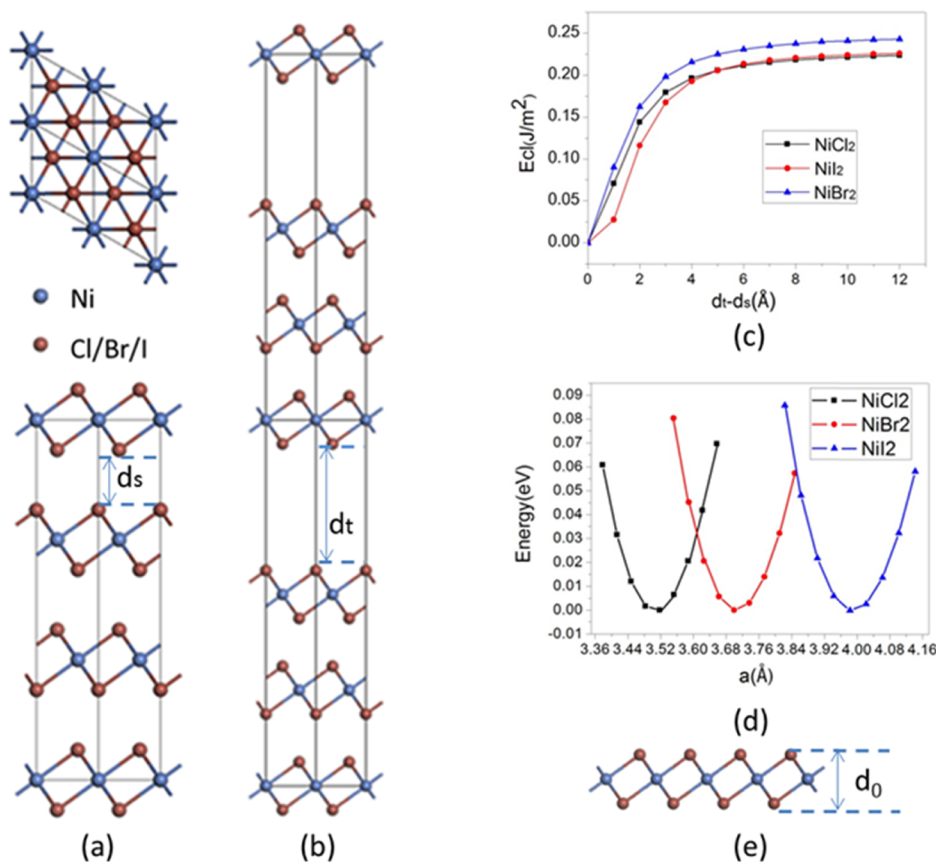 Ni
Cl/Br/I
ds
(a)
dt
(b)
Ecl(J/m2)
0.25
0.20
0.15
0.10
0.05
0.00
NiCl2
NiI2
NiBr2
0 2 4 6 8 10 12
dt-ds(Å)
(c)
Energy(eV)
0.09
0.08
0.07
0.06
0.05
0.04
0.03
0.02
0.01
0.00
-0.01
NiCl2
NiBr2
NiI2
3.36 3.44 3.52 3.60 3.68 3.76 3.84 3.92 4.00 4.08 4.16
a(Å)
(d)
d0
(e)